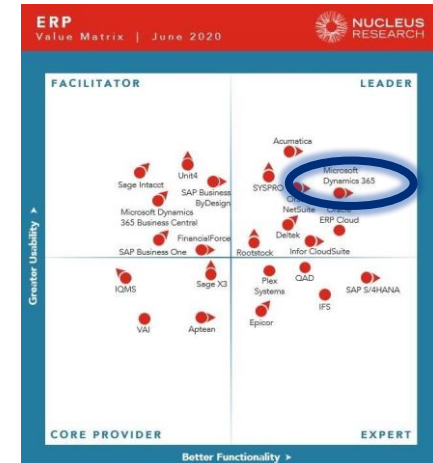 ERP
Value Matrix | June 2020
NUCLEUS
RESEARCH
FACILITATOR
LEADER
Acumatica
Unit4
Sage Intacct
SAP Business
ByDesign
SYSPRO
Microsoft
Dynamics 365
Microsoft Dynamics
365 Business Central
NetSuite
ERP Cloud
Deltek
FinancialForce
SAP Business One
Rootstock
Infor CloudSuite
IQMS
Sage X3
Plex
Systems
QAD
SAP S/4HANA
IFS
VAI
Aptean
Epicor
Greater Usability >
CORE PROVIDER
EXPERT
Better Functionality >